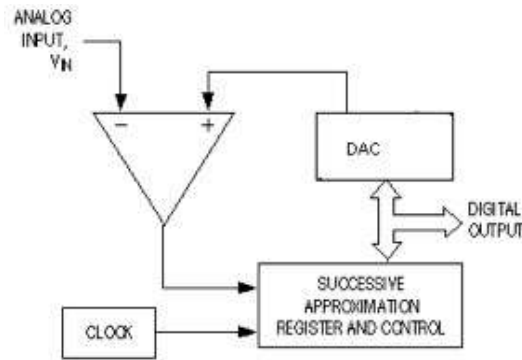 ANALOG
INPUT,
VIN
− +
DAC
DIGITAL
OUTPUT
SUCCESSIVE
APPROXIMATION
REGISTER AND CONTROL
CLOCK